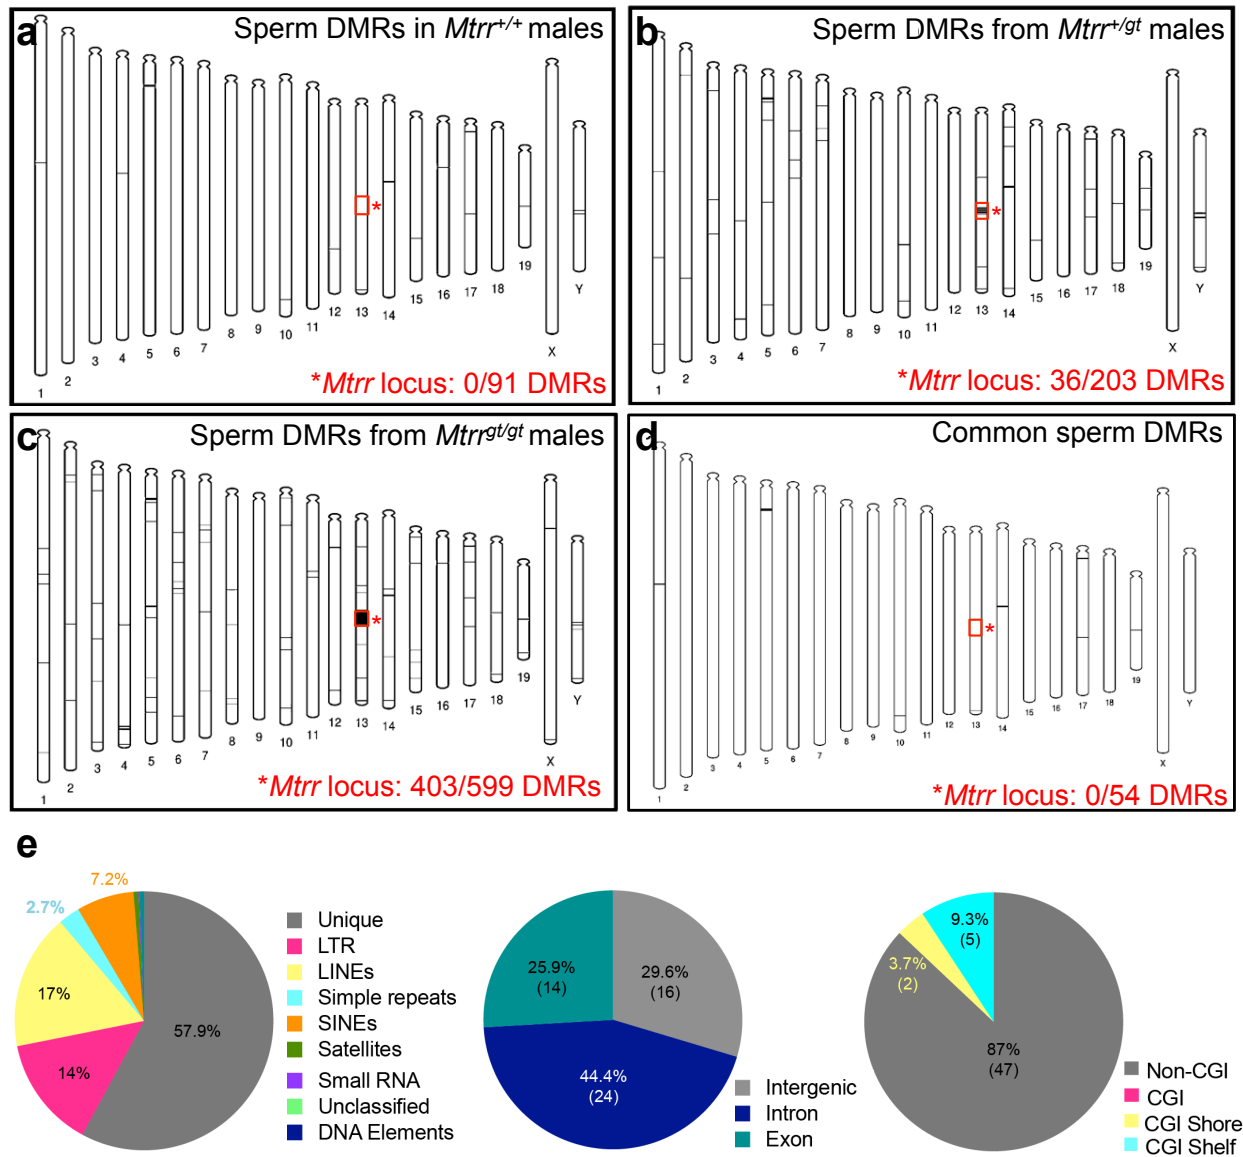 a
Sperm DMRs in Mtrr+/+ males
1
2
3
4
5
6
7
8
9
10
11
12
13
*
14
15
16
17
18
19
X
Y
*Mtrr locus: 0/91 DMRs
b
Sperm DMRs from Mtrr+/gt males
1
2
3
4
5
6
7
8
9
10
11
12
13
*
14
15
16
17
18
19
X
Y
*Mtrr locus: 36/203 DMRs
c
Sperm DMRs from Mtrrgt/gt males
1
2
3
4
5
6
7
8
9
10
11
12
13
*
14
15
16
17
18
19
X
Y
*Mtrr locus: 403/599 DMRs
d
Common sperm DMRs
1
2
3
4
5
6
7
8
9
10
11
12
13
*
14
15
16
17
18
19
X
Y
*Mtrr locus: 0/54 DMRs
e
7.2%
2.7%
17%
14%
57.9%
Unique
LTR
LINEs
Simple repeats
SINEs
Satellites
Small RNA
Unclassified
DNA Elements
25.9%
(14)
29.6%
(16)
44.4%
(24)
Intergenic
Intron
Exon
9.3%
(5)
3.7%
(2)
87%
(47)
Non-CGI
CGI
CGI Shore
CGI Shelf